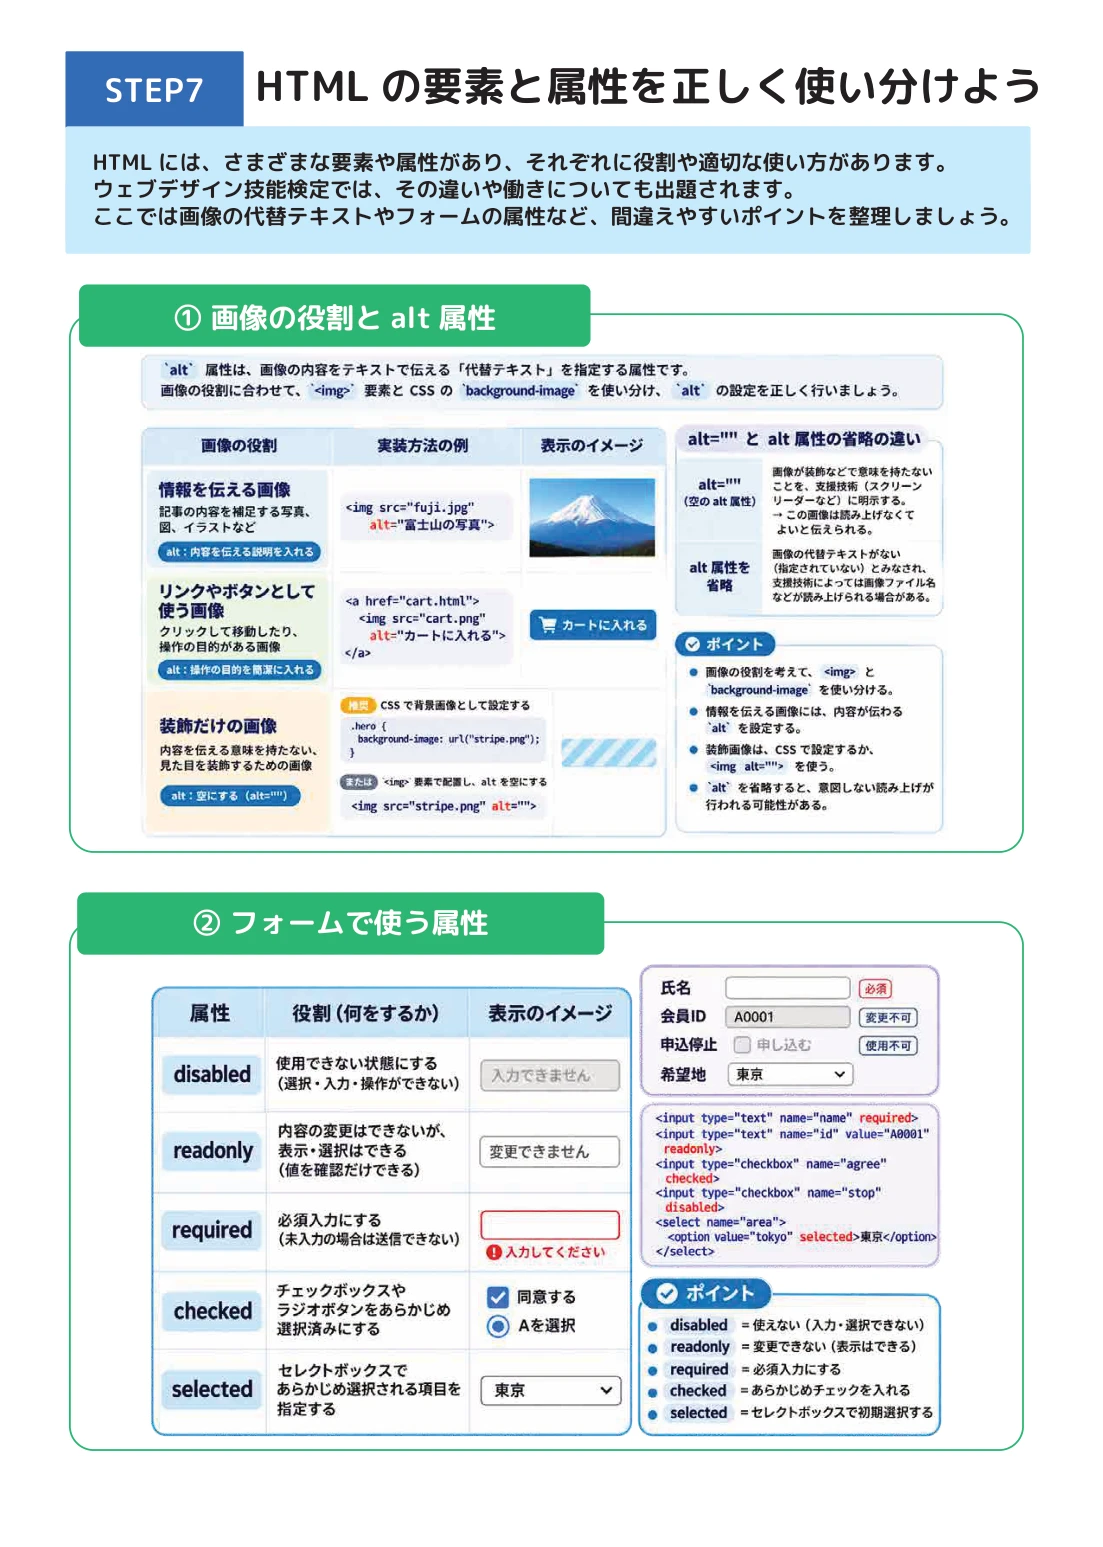 STEP7
HTML の要素と属性を正しく使い分けよう
HTML には、さまざまな要素や属性があり、それぞれに役割や適切な使い方があります。
ウェブデザイン技能検定では、その違いや働きについても出題されます。
ここでは画像の代替テキストやフォームの属性など、間違えやすいポイントを整理しましょう。
① 画像の役割と alt 属性
`alt` 属性は、画像の内容をテキストで伝える「代替テキスト」を指定する属性です。
画像の役割に合わせて、`<img>` 要素と CSS の `background-image` を使い分け、`alt` の設定を正しく行いましょう。
画像の役割
実装方法の例
表示のイメージ
情報を伝える画像
記事の内容を補足する写真、
図、イラストなど
alt：内容を伝える説明を入れる
<img src="fuji.jpg"
alt="富士山の写真">
リンクやボタンとして
使う画像
クリックして移動したり、
操作の目的がある画像
alt：操作の目的を簡潔に入れる
<a href="cart.html">
<img src="cart.png"
alt="カートに入れる">
</a>
カートに入れる
装飾だけの画像
内容を伝える意味を持たない、
見た目を装飾するための画像
alt：空にする（alt=""）
推奨 CSS で背景画像として設定する
.hero {
background-image: url("stripe.png");
}
または `<img>` 要素で配置し、alt を空にする
<img src="stripe.png" alt="">
alt="" と alt 属性の省略の違い
alt=""
（空の alt 属性）
画像が装飾などで意味を持たない
ことを、支援技術（スクリーン
リーダーなど）に明示する。
→ この画像は読み上げなくて
よいと伝えられる。
alt 属性を
省略
画像の代替テキストがない
（指定されていない）とみなされ、
支援技術によっては画像ファイル名
などが読み上げられる場合がある。
ポイント
● 画像の役割を考えて、`<img>` と
`background-image` を使い分ける。
● 情報を伝える画像には、内容が伝わる
`alt` を設定する。
● 装飾画像は、CSS で設定するか、
`<img alt="">` を使う。
● `alt` を省略すると、意図しない読み上げが
行われる可能性がある。
② フォームで使う属性
属性
役割（何をするか）
表示のイメージ
disabled
使用できない状態にする
（選択・入力・操作ができない）
入力できません
readonly
内容の変更はできないが、
表示・選択はできる
（値を確認だけできる）
変更できません
required
必須入力にする
（未入力の場合は送信できない）
入力してください
checked
チェックボックスや
ラジオボタンをあらかじめ
選択済みにする
同意する
Aを選択
selected
セレクトボックスで
あらかじめ選択される項目を
指定する
東京
氏名 必須
会員ID A0001 変更不可
申込停止 申し込む 使用不可
希望地 東京
<input type="text" name="name" required>
<input type="text" name="id" value="A0001"
readonly>
<input type="checkbox" name="agree"
checked>
<input type="checkbox" name="stop"
disabled>
<select name="area">
<option value="tokyo" selected>東京</option>
</select>
ポイント
● disabled ＝使えない（入力・選択できない）
● readonly ＝変更できない（表示はできる）
● required ＝必須入力にする
● checked ＝あらかじめチェックを入れる
● selected ＝セレクトボックスで初期選択する